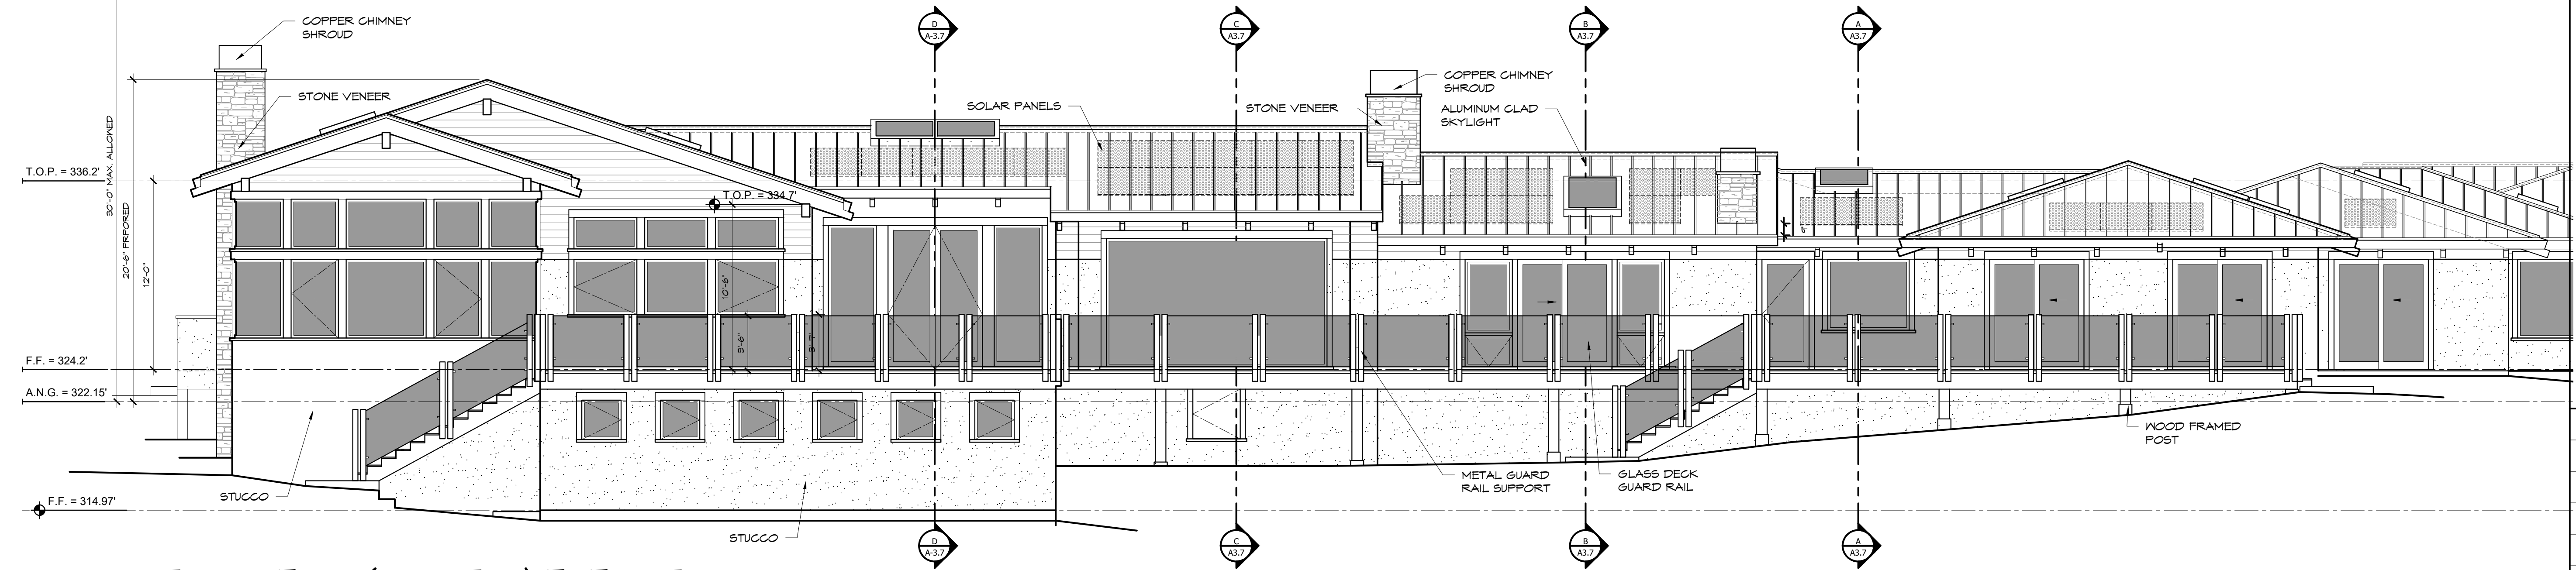 COPPER CHIMNEY
SHROUD
D
A-3.7
C
A3.7
B
A3.7
A
A3.7
COPPER CHIMNEY
SHROUD
STONE VENEER
SOLAR PANELS
STONE VENEER
ALUMINUM CLAD
SKYLIGHT
30'-0" MAX. ALLOWED
20'-6" PRPORED
12'-0"
T.O.P. = 336.2'
T.O.P. = 334.7'
9"
10'-6"
3'-6"
F.F. = 324.2'
A.N.G. = 322.15'
WOOD FRAMED
POST
METAL GUARD
RAIL SUPPORT
GLASS DECK
GUARD RAIL
STUCCO
F.F. = 314.97'
STUCCO
D
A-3.7
C
A3.7
B
A3.7
A
A3.7